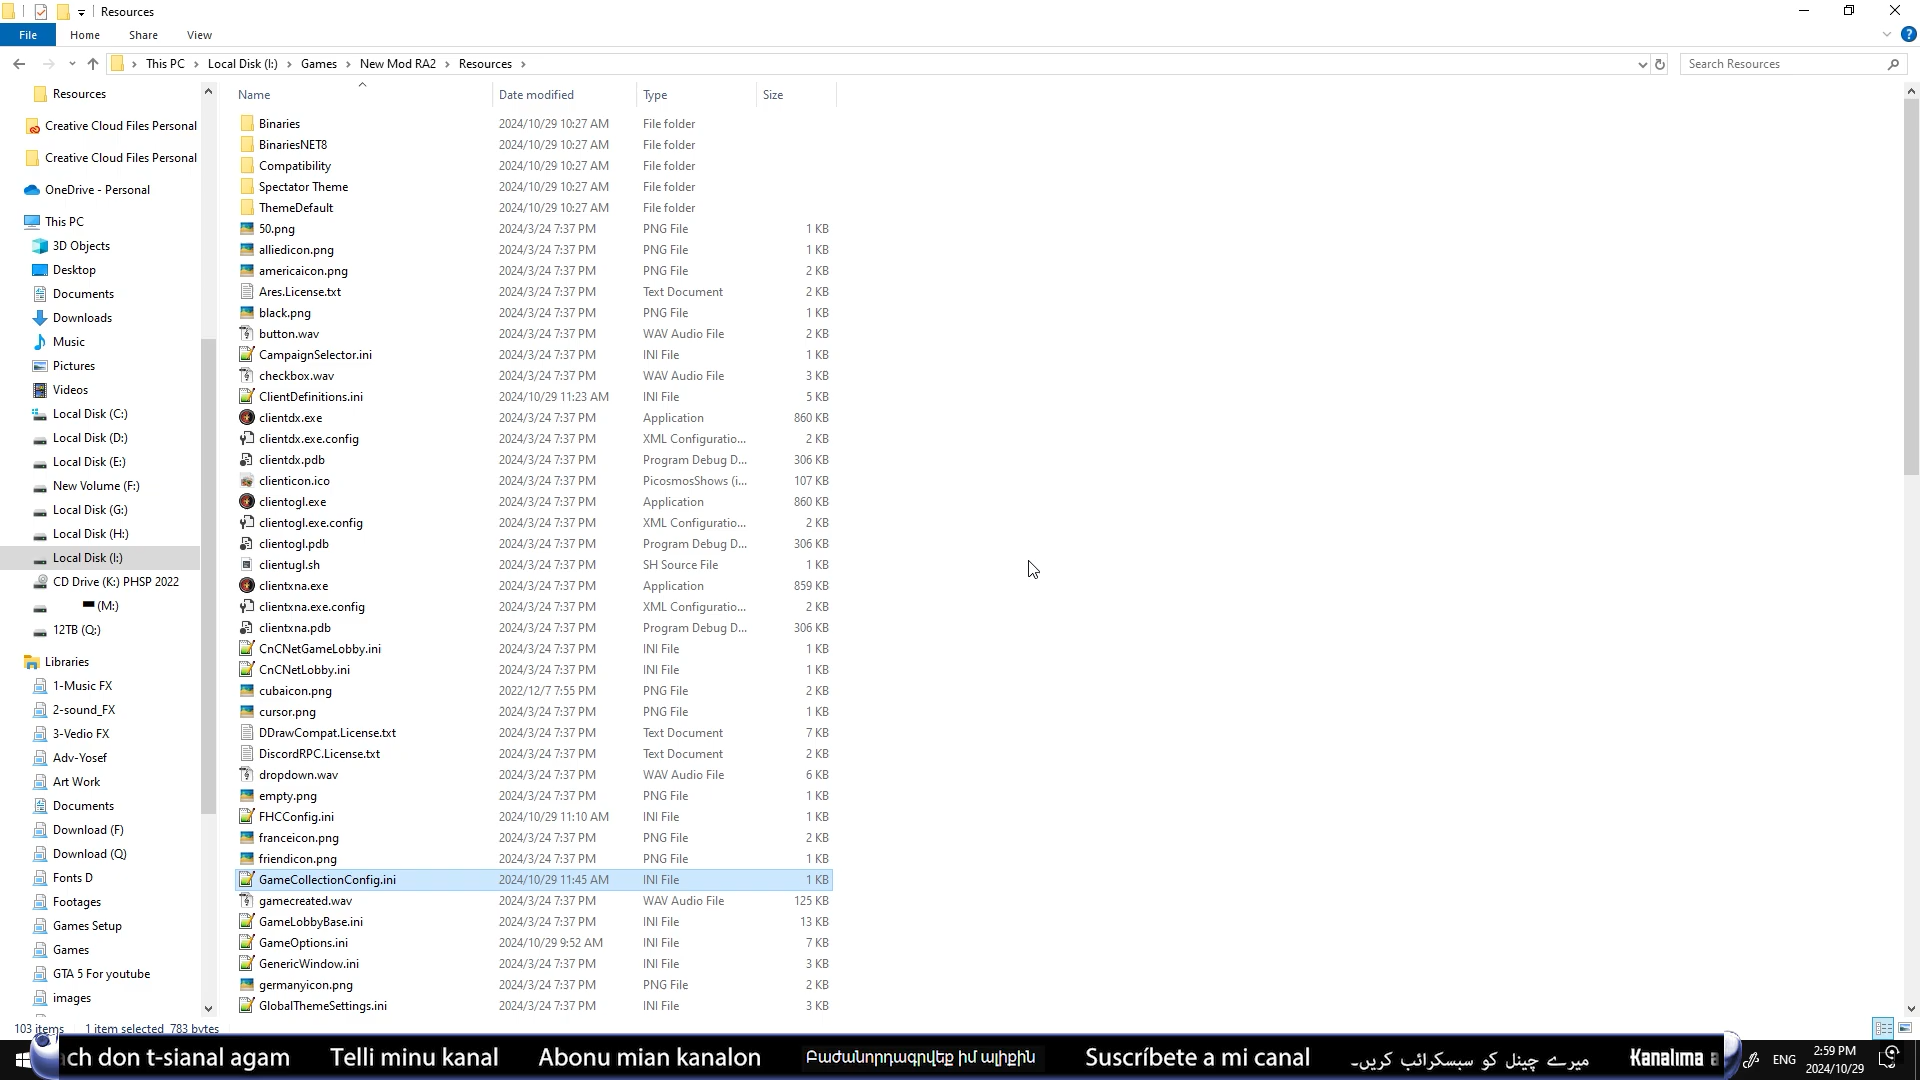 Resources
File Home Share View
This PC Local Disk (I:) Games New Mod RA2 Resources
Search Resources
Resources
Creative Cloud Files Personal
Creative Cloud Files Personal
OneDrive - Personal
This PC
3D Objects
Desktop
Documents
Downloads
Music
Pictures
Videos
Local Disk (C:)
Local Disk (D:)
Local Disk (E:)
New Volume (F:)
Local Disk (G:)
Local Disk (H:)
Local Disk (I:)
CD Drive (K:) PHSP 2022
(M:)
12TB (Q:)
Libraries
1-Music FX
2-sound_FX
3-Vedio FX
Adv-Yosef
Art Work
Documents
Download (F)
Download (Q)
Fonts D
Footages
Games Setup
Games
GTA 5 For youtube
images
Name Date modified Type Size
Binaries 2024/10/29 10:27 AM File folder
BinariesNET8 2024/10/29 10:27 AM File folder
Compatibility 2024/10/29 10:27 AM File folder
Spectator Theme 2024/10/29 10:27 AM File folder
ThemeDefault 2024/10/29 10:27 AM File folder
50.png 2024/3/24 7:37 PM PNG File 1 KB
alliedicon.png 2024/3/24 7:37 PM PNG File 1 KB
americaicon.png 2024/3/24 7:37 PM PNG File 2 KB
Ares.License.txt 2024/3/24 7:37 PM Text Document 2 KB
black.png 2024/3/24 7:37 PM PNG File 1 KB
button.wav 2024/3/24 7:37 PM WAV Audio File 2 KB
CampaignSelector.ini 2024/3/24 7:37 PM INI File 1 KB
checkbox.wav 2024/3/24 7:37 PM WAV Audio File 3 KB
ClientDefinitions.ini 2024/10/29 11:23 AM INI File 5 KB
clientdx.exe 2024/3/24 7:37 PM Application 860 KB
clientdx.exe.config 2024/3/24 7:37 PM XML Configuratio... 2 KB
clientdx.pdb 2024/3/24 7:37 PM Program Debug D... 306 KB
clienticon.ico 2024/3/24 7:37 PM PicosmosShows (i... 107 KB
clientogl.exe 2024/3/24 7:37 PM Application 860 KB
clientogl.exe.config 2024/3/24 7:37 PM XML Configuratio... 2 KB
clientogl.pdb 2024/3/24 7:37 PM Program Debug D... 306 KB
clientugl.sh 2024/3/24 7:37 PM SH Source File 1 KB
clientxna.exe 2024/3/24 7:37 PM Application 859 KB
clientxna.exe.config 2024/3/24 7:37 PM XML Configuratio... 2 KB
clientxna.pdb 2024/3/24 7:37 PM Program Debug D... 306 KB
CnCNetGameLobby.ini 2024/3/24 7:37 PM INI File 1 KB
CnCNetLobby.ini 2024/3/24 7:37 PM INI File 1 KB
cubaicon.png 2022/12/7 7:55 PM PNG File 2 KB
cursor.png 2024/3/24 7:37 PM PNG File 1 KB
DDrawCompat.License.txt 2024/3/24 7:37 PM Text Document 7 KB
DiscordRPC.License.txt 2024/3/24 7:37 PM Text Document 2 KB
dropdown.wav 2024/3/24 7:37 PM WAV Audio File 6 KB
empty.png 2024/3/24 7:37 PM PNG File 1 KB
FHCConfig.ini 2024/10/29 11:10 AM INI File 1 KB
franceicon.png 2024/3/24 7:37 PM PNG File 2 KB
friendicon.png 2024/3/24 7:37 PM PNG File 1 KB
GameCollectionConfig.ini 2024/10/29 11:45 AM INI File 1 KB
gamecreated.wav 2024/3/24 7:37 PM WAV Audio File 125 KB
GameLobbyBase.ini 2024/3/24 7:37 PM INI File 13 KB
GameOptions.ini 2024/10/29 9:52 AM INI File 7 KB
GenericWindow.ini 2024/3/24 7:37 PM INI File 3 KB
germanyicon.png 2024/3/24 7:37 PM PNG File 2 KB
GlobalThemeSettings.ini 2024/3/24 7:37 PM INI File 3 KB
103 items 1 item selected 783 bytes
ach don t-sianal agam Telli minu kanal Abonu mian kanalon Բաժանորդագրվեք իմ ալիքին Suscríbete a mi canal میرے چینل کو سبسکرائب کریں۔ Kanalıma a
ENG 2:59 PM
2024/10/29